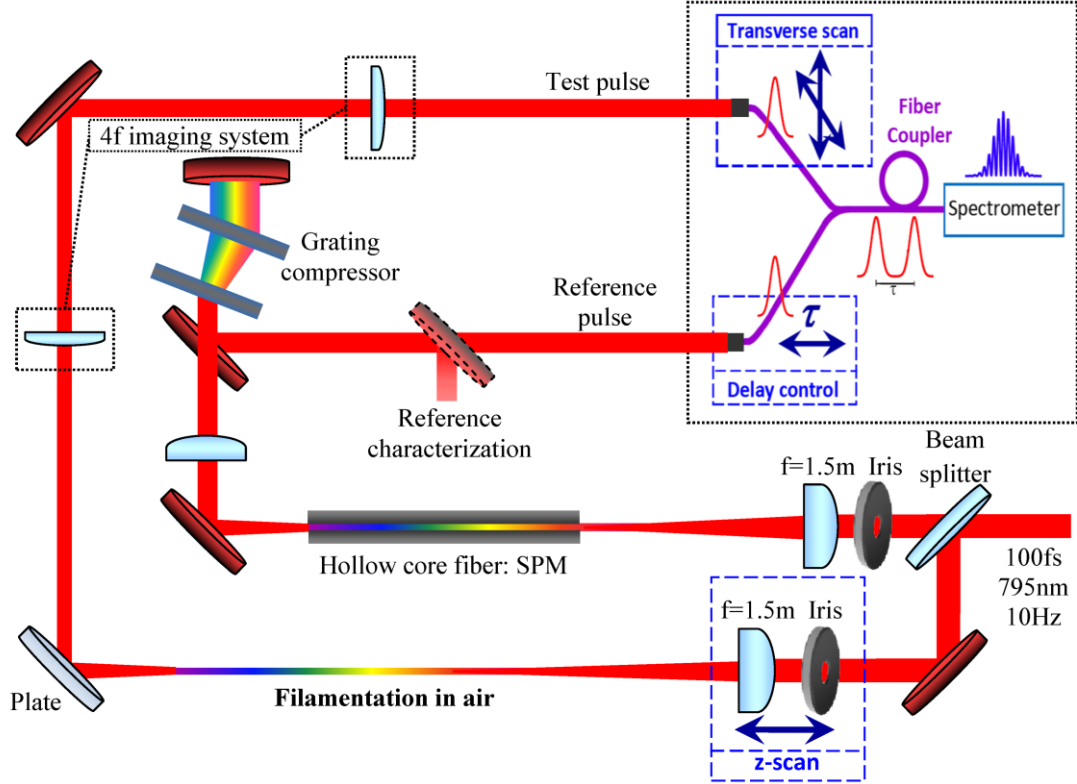 Transverse scan
Test pulse
4f imaging system
Fiber
Coupler
Spectrometer
τ
Grating
compressor
Reference
pulse
τ
Delay control
Reference
characterization
Beam
splitter
f=1.5m Iris
Hollow core fiber: SPM
100fs
795nm
10Hz
f=1.5m Iris
Plate
Filamentation in air
z-scan